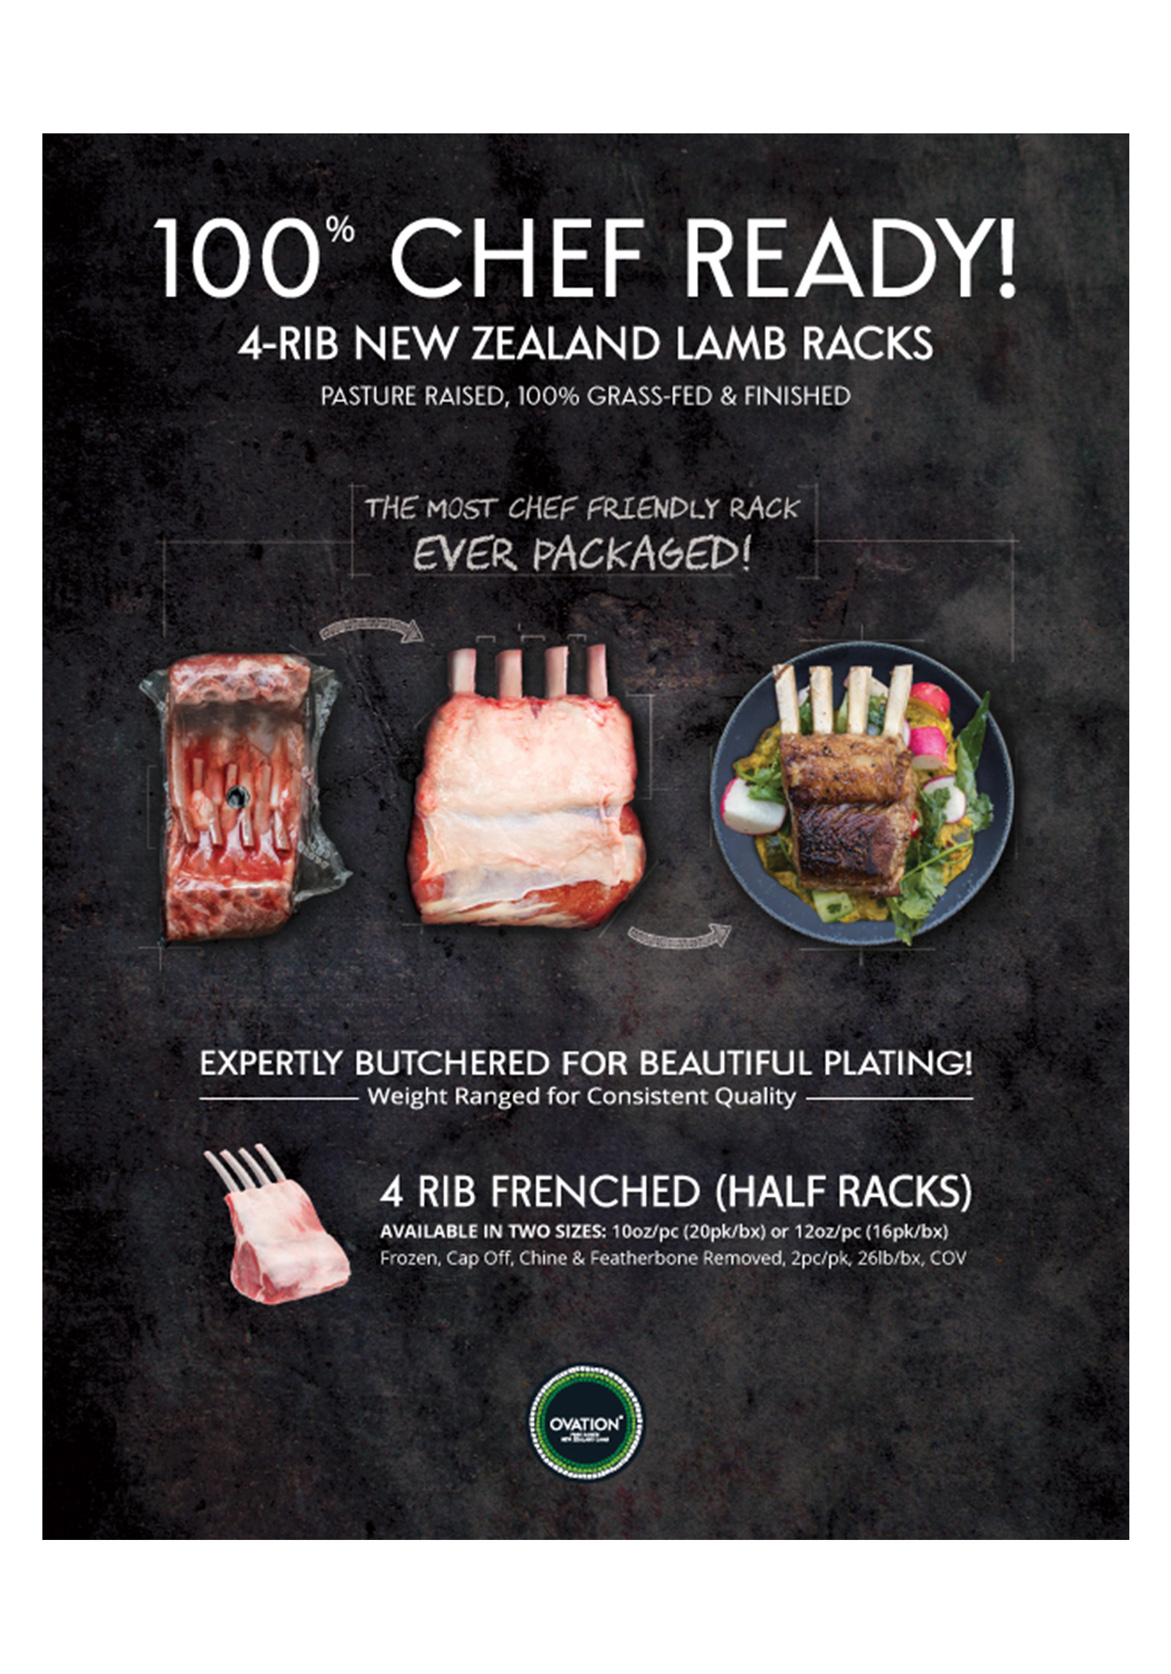 100% CHEF READY!
4-RIB NEW ZEALAND LAMB RACKS
PASTURE RAISED, 100% GRASS-FED & FINISHED
THE MOST CHEF FRIENDLY RACK
EVER PACKAGED!
EXPERTLY BUTCHERED FOR BEAUTIFUL PLATING!
Weight Ranged for Consistent Quality
4 RIB FRENCHED (HALF RACKS)
AVAILABLE IN TWO SIZES: 10oz/pc (20pk/bx) or 12oz/pc (16pk/bx)
Frozen, Cap Off, Chine & Featherbone Removed, 2pc/pk, 26lb/bx, COV
OVATION
NEW ZEALAND LAMB